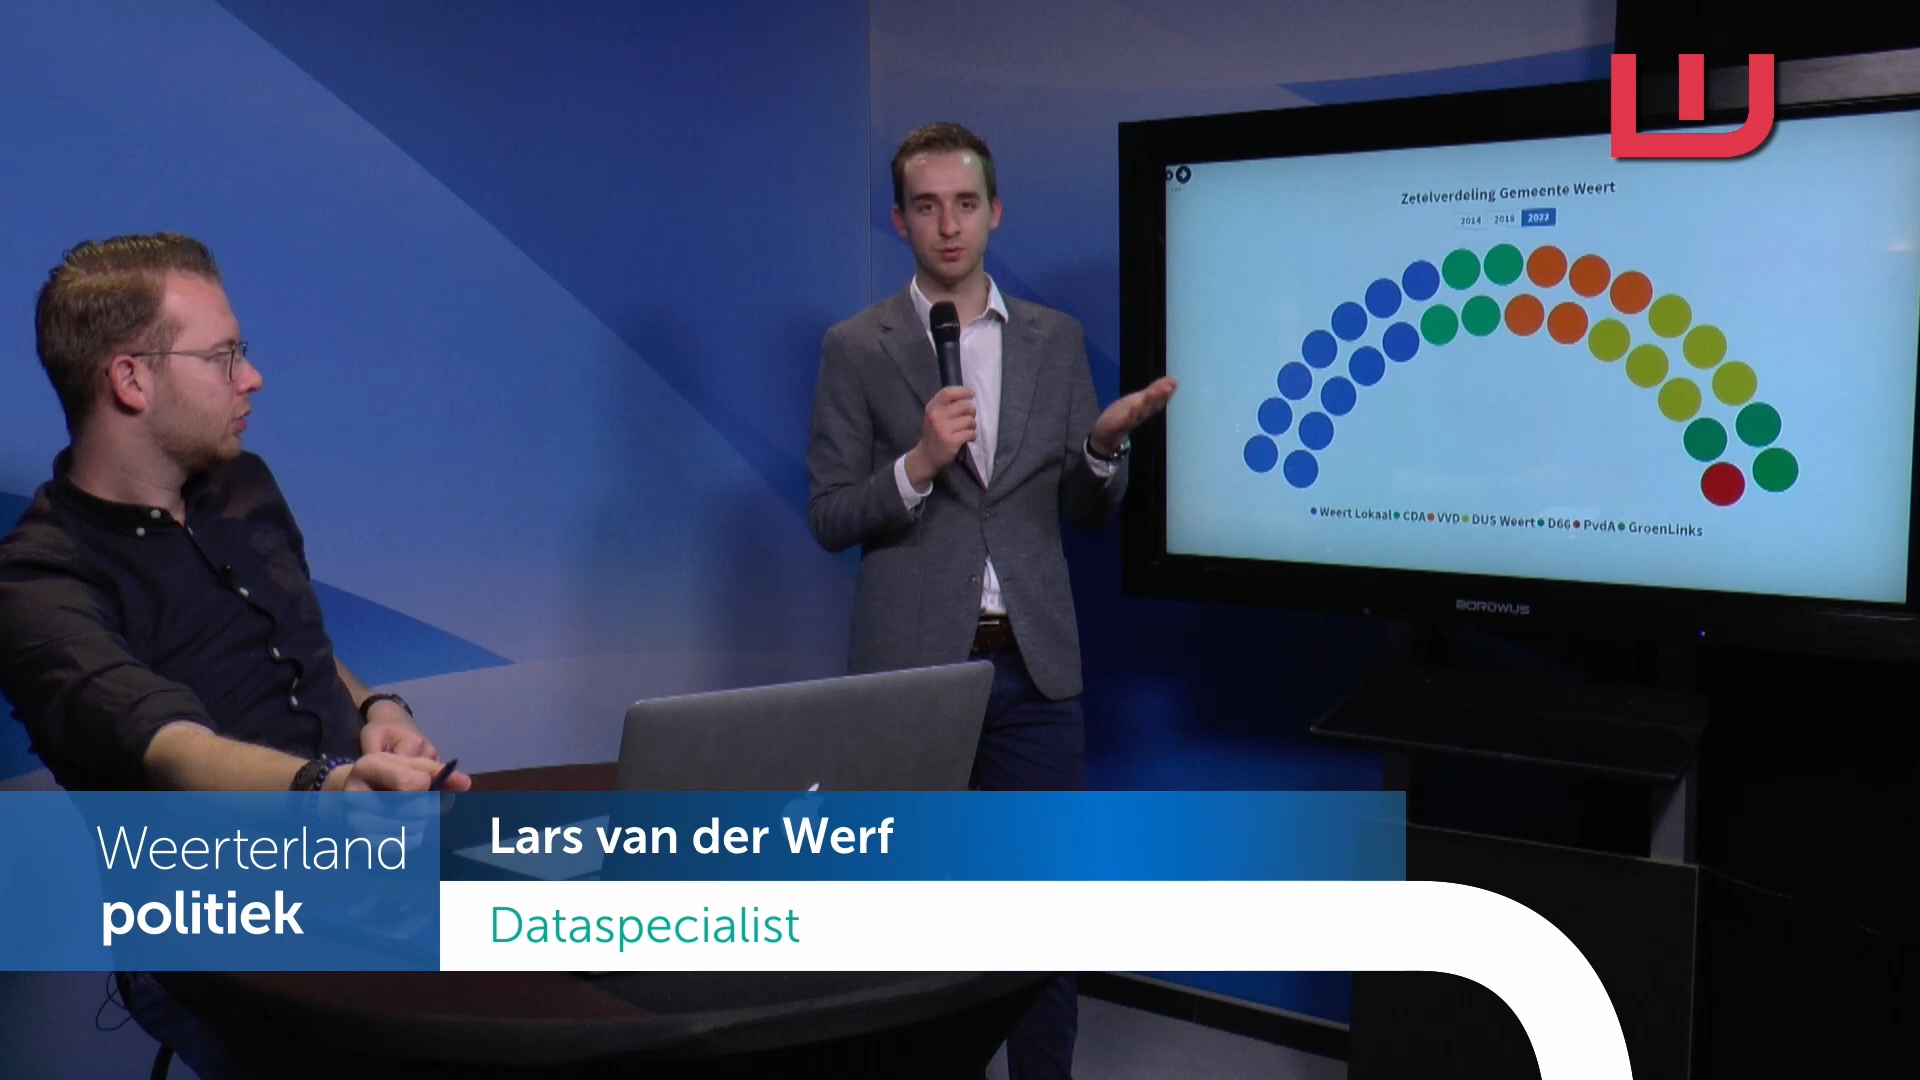 Zetelverdeling Gemeente Weert
2014 2018 2022
Weert Lokaal CDA VVD DUS Weert D66 PvdA GroenLinks
BORDWIJS
Weerterland
politiek
Lars van der Werf
Dataspecialist